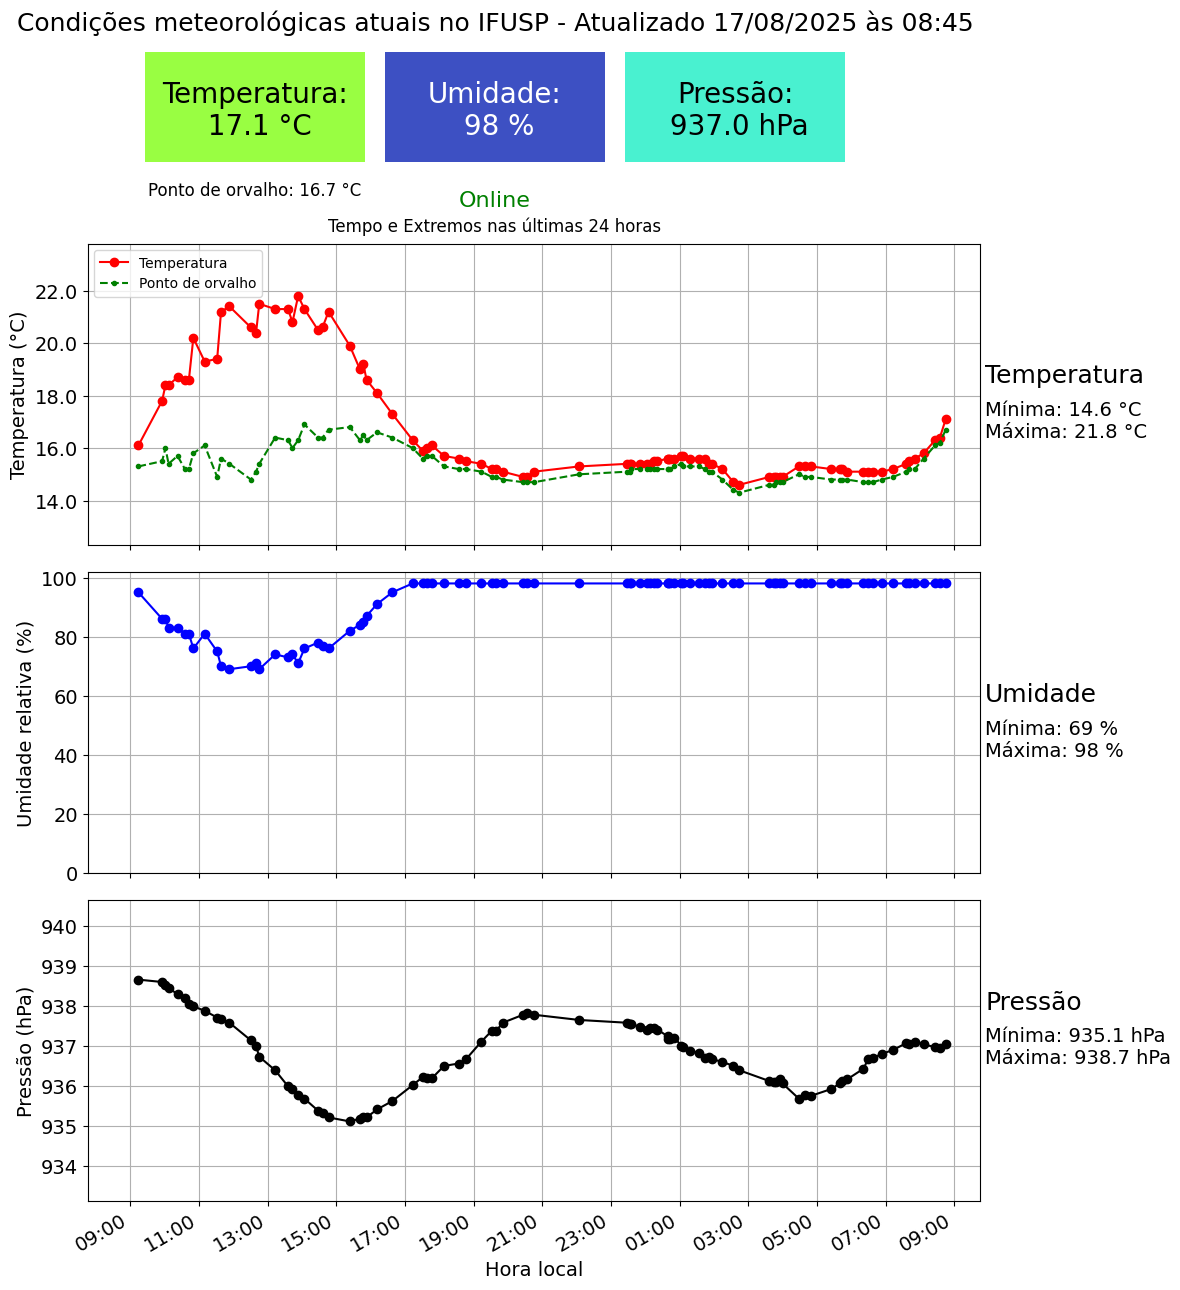 Condições meteorológicas atuais no IFUSP - Atualizado 17/08/2025 às 08:45
Temperatura:
17.1 °C
Umidade:
98 %
Pressão:
937.0 hPa
Ponto de orvalho: 16.7 °C
Online
Tempo e Extremos nas últimas 24 horas
Temperatura
Ponto de orvalho
Temperatura (°C)
22.0
20.0
18.0
16.0
14.0
Temperatura
Mínima: 14.6 °C
Máxima: 21.8 °C
Umidade relativa (%)
100
80
60
40
20
0
Umidade
Mínima: 69 %
Máxima: 98 %
Pressão (hPa)
940
939
938
937
936
935
934
Pressão
Mínima: 935.1 hPa
Máxima: 938.7 hPa
09:00
11:00
13:00
15:00
17:00
19:00
21:00
23:00
01:00
03:00
05:00
07:00
09:00
Hora local